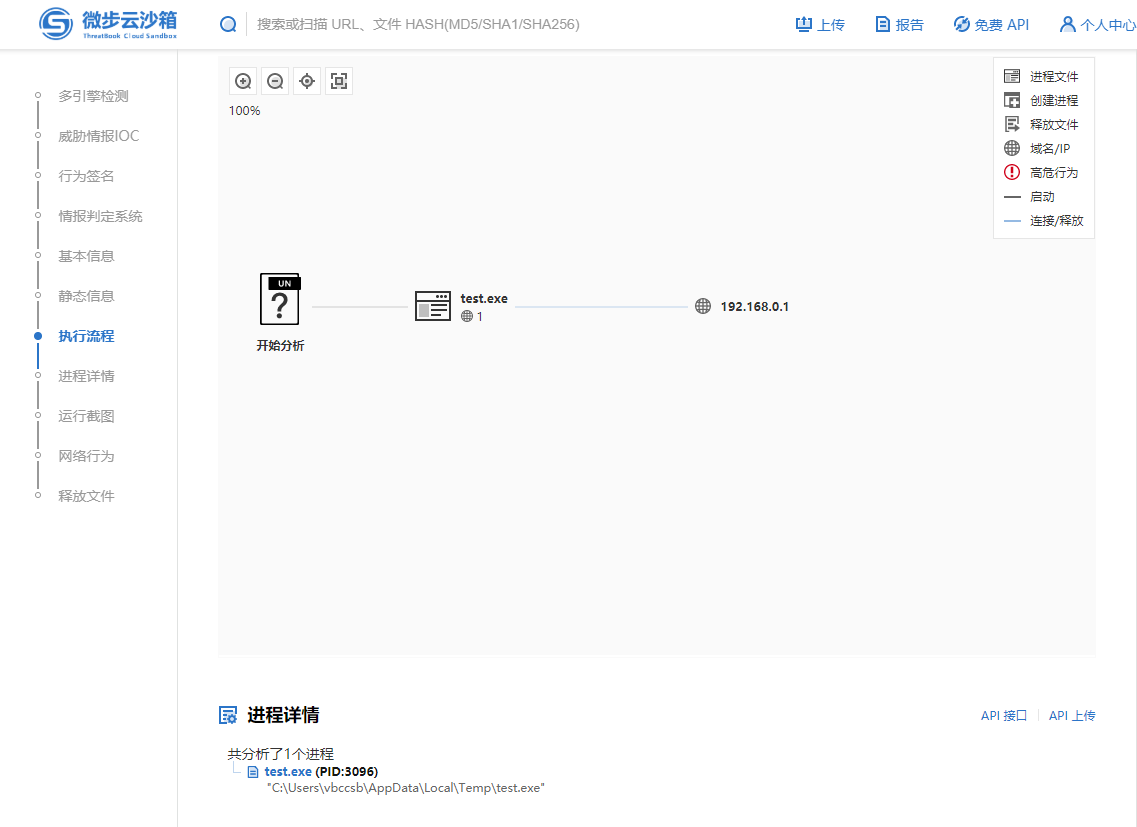 微步云沙箱
ThreatBook Cloud Sandbox
搜索或扫描 URL、文件 HASH(MD5/SHA1/SHA256)
上传
报告
免费 API
个人中心
多引擎检测
威胁情报IOC
行为签名
情报判定系统
基本信息
静态信息
执行流程
进程详情
运行截图
网络行为
释放文件
100%
进程文件
创建进程
释放文件
域名/IP
高危行为
启动
连接/释放
UN
?
开始分析
test.exe
1
192.168.0.1
进程详情
API 接口
API 上传
共分析了1个进程
test.exe (PID:3096)
"C:\Users\vbccsb\AppData\Local\Temp\test.exe"